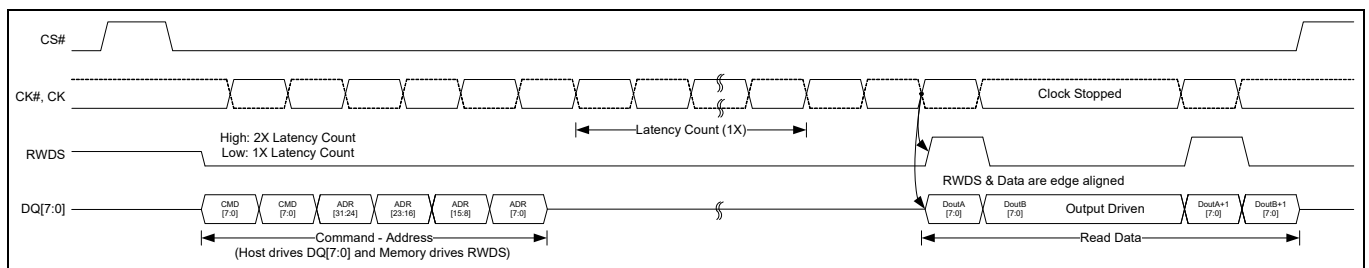 CS#
CK#, CK
Clock Stopped
Latency Count (1X)
High: 2X Latency Count
Low: 1X Latency Count
RWDS
RWDS & Data are edge aligned
DQ[7:0]
CMD
[7:0]
CMD
[7:0]
ADR
[31:24]
ADR
[23:16]
ADR
[15:8]
ADR
[7:0]
DoutA
[7:0]
DoutB
[7:0]
Output Driven
DoutA+1
[7:0]
DoutB+1
[7:0]
Command - Address
(Host drives DQ[7:0] and Memory drives RWDS)
Read Data